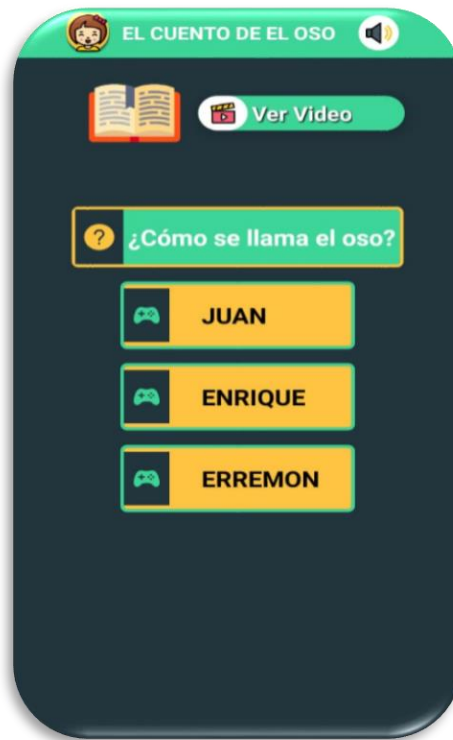 EL CUENTO DE EL OSO
Ver Video
? ¿Cómo se llama el oso?
JUAN
ENRIQUE
ERREMON